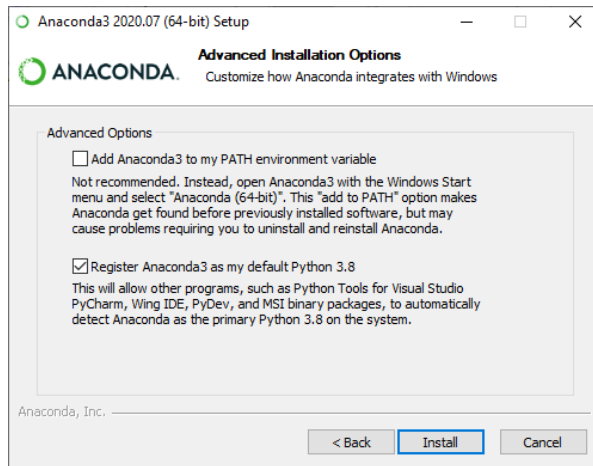 Anaconda3 2020.07 (64-bit) Setup
ANACONDA.
Advanced Installation Options
Customize how Anaconda integrates with Windows
Advanced Options
Add Anaconda3 to my PATH environment variable
Not recommended. Instead, open Anaconda3 with the Windows Start
menu and select "Anaconda (64-bit)". This "add to PATH" option makes
Anaconda get found before previously installed software, but may
cause problems requiring you to uninstall and reinstall Anaconda.
Register Anaconda3 as my default Python 3.8
This will allow other programs, such as Python Tools for Visual Studio
PyCharm, Wing IDE, PyDev, and MSI binary packages, to automatically
detect Anaconda as the primary Python 3.8 on the system.
Anaconda, Inc.
< Back Install Cancel